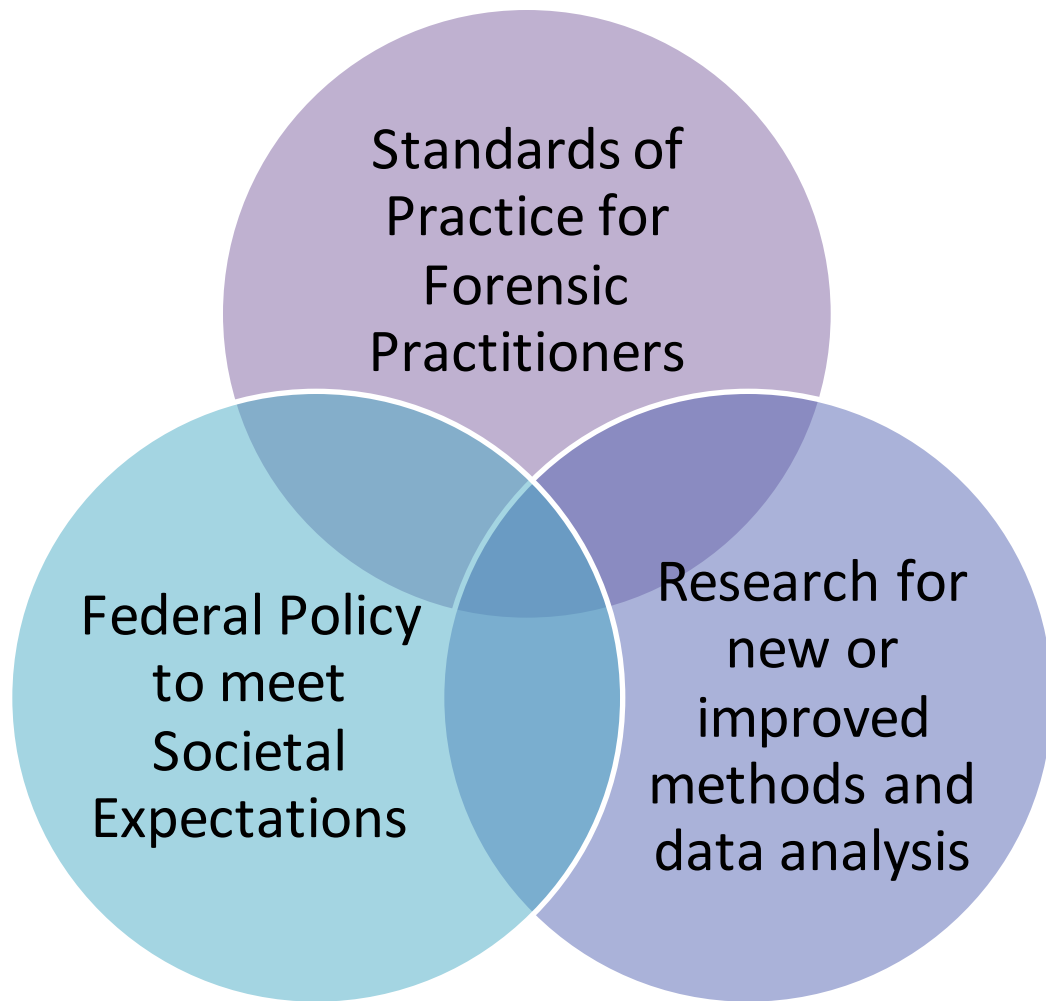 Standards of
Practice for
Forensic
Practitioners
Federal Policy
to meet
Societal
Expectations
Research for
new or
improved
methods and
data analysis